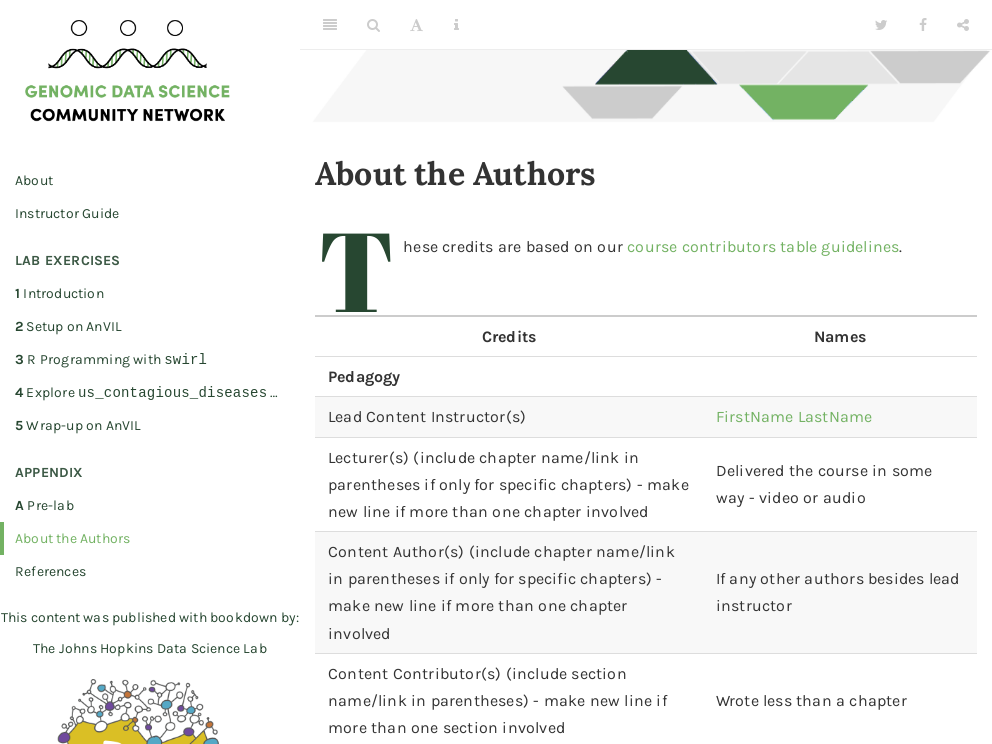 GENOMIC DATA SCIENCE
COMMUNITY NETWORK
About
Instructor Guide
LAB EXERCISES
1 Introduction
2 Setup on AnVIL
3 R Programming with swirl
4 Explore us_contagious_diseases …
5 Wrap-up on AnVIL
APPENDIX
A Pre-lab
About the Authors
References
This content was published with bookdown by:
The Johns Hopkins Data Science Lab
About the Authors
These credits are based on our course contributors table guidelines.
Credits Names
Pedagogy
Lead Content Instructor(s) FirstName LastName
Lecturer(s) (include chapter name/link in
parentheses if only for specific chapters) - make
new line if more than one chapter involved
Delivered the course in some
way - video or audio
Content Author(s) (include chapter name/link
in parentheses if only for specific chapters) -
make new line if more than one chapter
involved
If any other authors besides lead
instructor
Content Contributor(s) (include section
name/link in parentheses) - make new line if
more than one section involved
Wrote less than a chapter